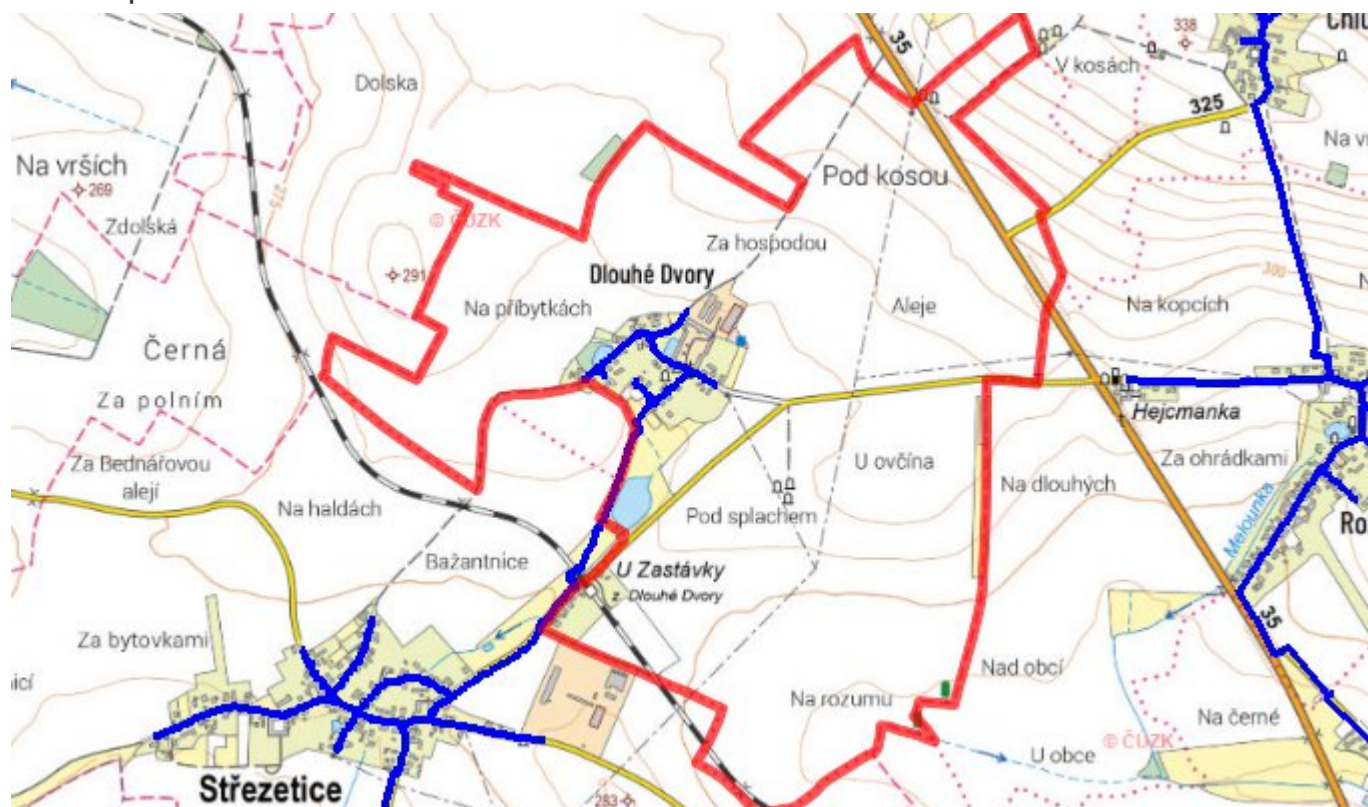 35
338
V kosách
Dolska
325
Na vrších
269
Pod kosou
Zdolská
275
© ČÚZK
Za hospodou
291
Dlouhé Dvory
300
Na příbytkách
Aleje
Na kopcích
Černá
Za polním
Hejcmanka
Za Bednářovou
alejí
U ovčína
Za ohrádkami
Na haldách
Pod splachem
Na dlouhých
Melounka
Ro
Bažantnice
U Zastávky
z. Dlouhé Dvory
35
Za bytovkami
Nad obcí
nicí
Na rozumu
Na černé
© ČÚZK
U obce
Střezetice
283